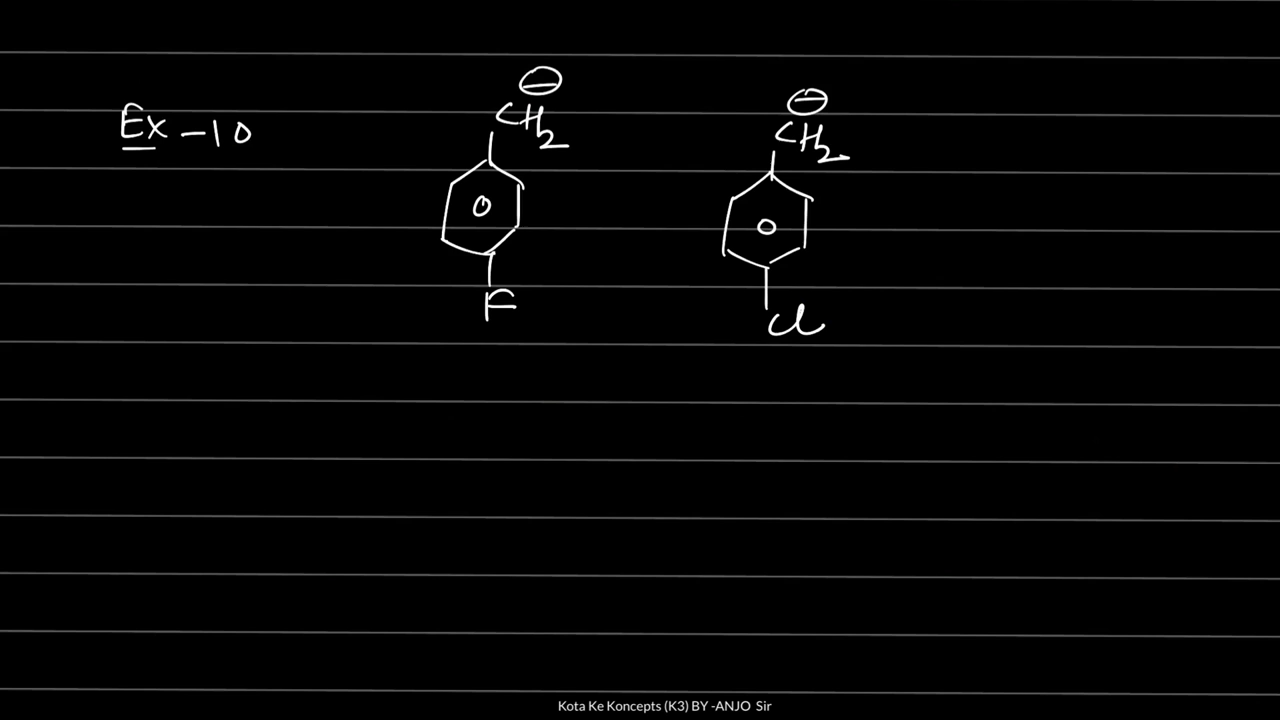 Ex-10
⊖ ⊖
CH2 CH2
F Cl
Kota Ke Koncepts (K3) BY -ANJO Sir